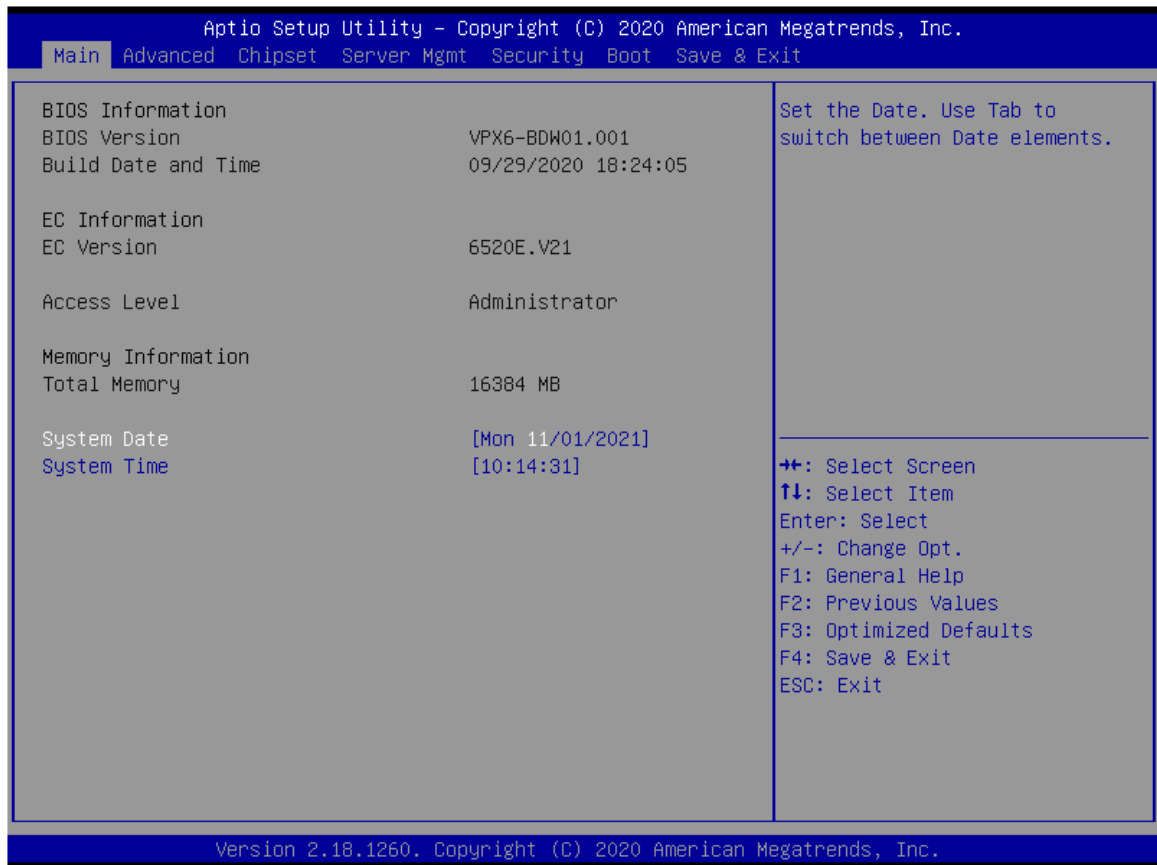 Aptio Setup Utility – Copyright (C) 2020 American Megatrends, Inc.
Main Advanced Chipset Server Mgmt Security Boot Save & Exit
BIOS Information
BIOS Version VPX6-BDW01.001
Build Date and Time 09/29/2020 18:24:05
EC Information
EC Version 6520E.V21
Access Level Administrator
Memory Information
Total Memory 16384 MB
System Date [Mon 11/01/2021]
System Time [10:14:31]
Set the Date. Use Tab to
switch between Date elements.
→←: Select Screen
↑↓: Select Item
Enter: Select
+/-: Change Opt.
F1: General Help
F2: Previous Values
F3: Optimized Defaults
F4: Save & Exit
ESC: Exit
Version 2.18.1260. Copyright (C) 2020 American Megatrends, Inc.